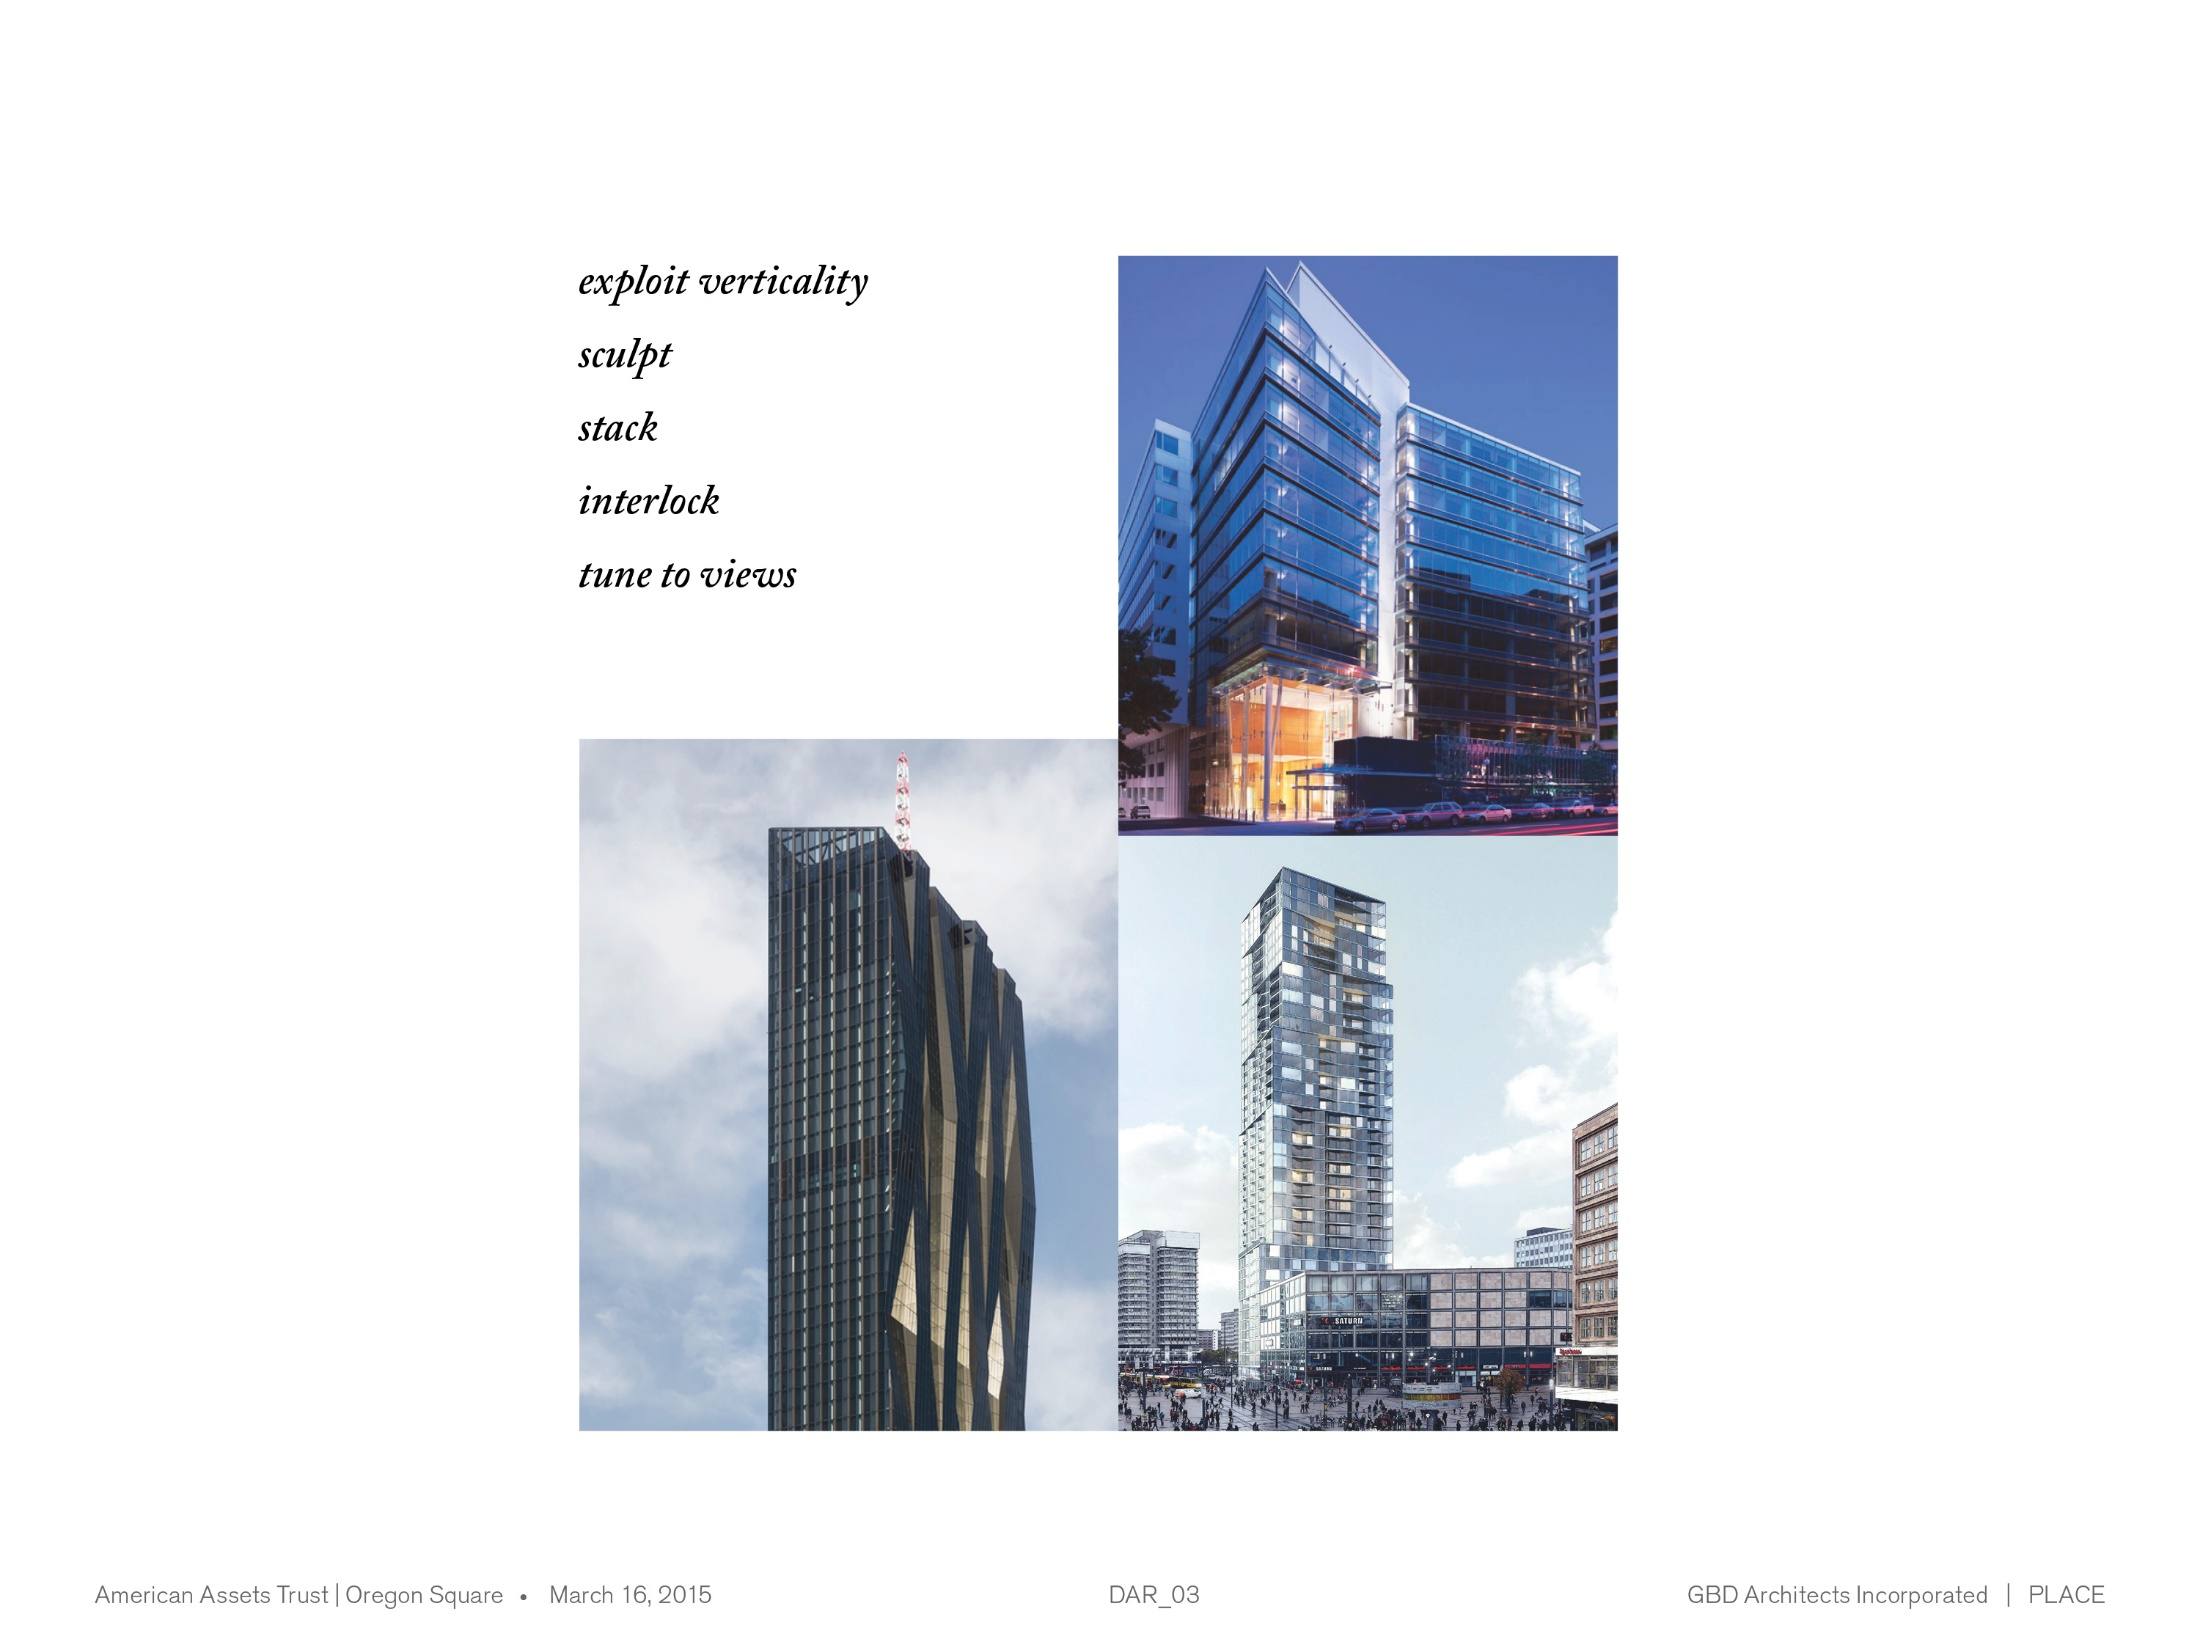 exploit verticality
sculpt
stack
interlock
tune to views
SATURN
SATURN
American Assets Trust | Oregon Square • March 16, 2015
DAR_03
GBD Architects Incorporated | PLACE